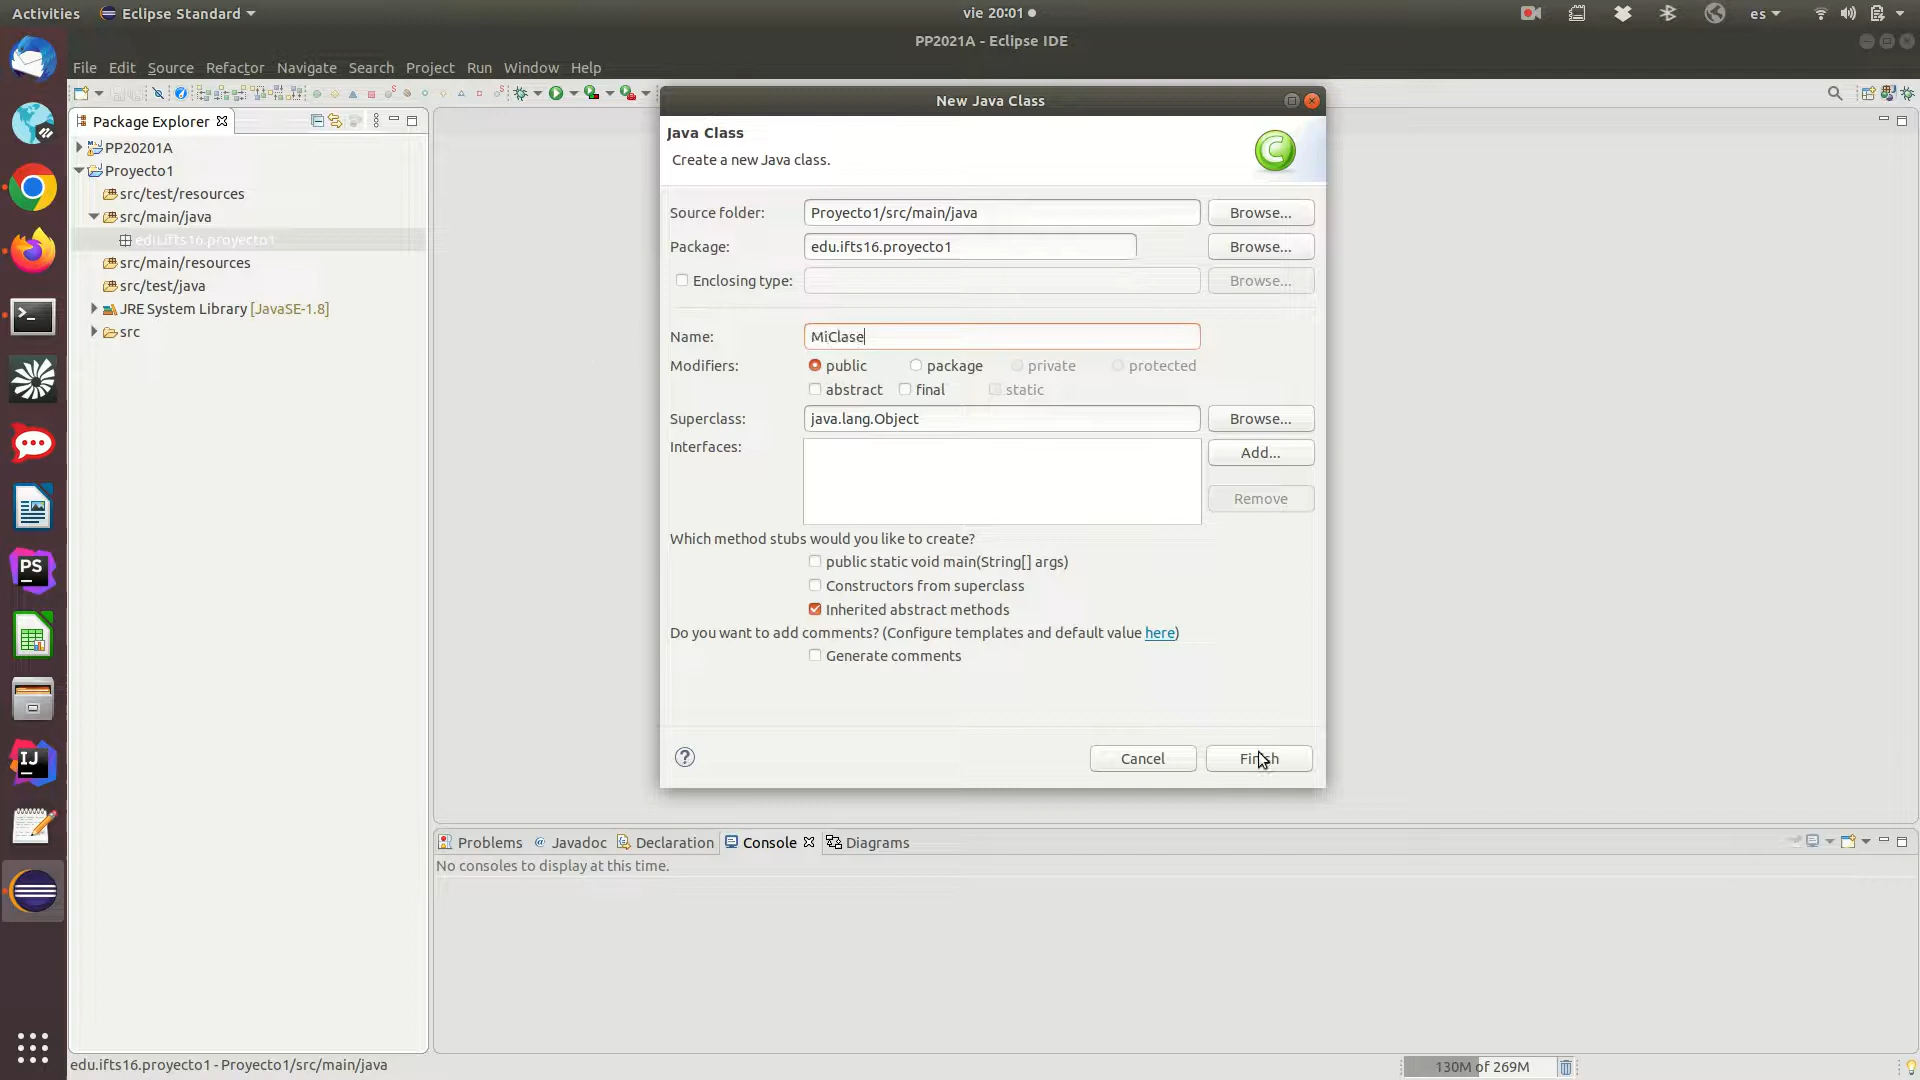 Activities Eclipse Standard vie 20:01 es
PP2021A - Eclipse IDE
File Edit Source Refactor Navigate Search Project Run Window Help
Package Explorer
PP20201A
Proyecto1
src/test/resources
src/main/java
edu.ifts16.proyecto1
src/main/resources
src/test/java
JRE System Library [JavaSE-1.8]
src
New Java Class
Java Class
Create a new Java class.
C
Source folder: Proyecto1/src/main/java Browse...
Package: edu.ifts16.proyecto1 Browse...
Enclosing type: Browse...
Name: MiClase
Modifiers: public package private protected
abstract final static
Superclass: java.lang.Object Browse...
Interfaces: Add...
Remove
Which method stubs would you like to create?
public static void main(String[] args)
Constructors from superclass
Inherited abstract methods
Do you want to add comments? (Configure templates and default value here)
Generate comments
? Cancel Finish
PS
IJ
Problems @ Javadoc Declaration Console Diagrams
No consoles to display at this time.
edu.ifts16.proyecto1 - Proyecto1/src/main/java 130M of 269M